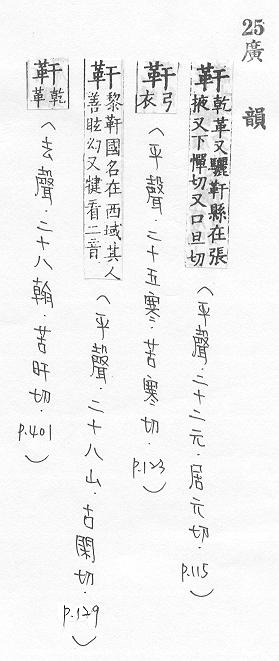 25廣韻
靬乾革又驪靬縣在張掖又下憚切又口旦切（平聲．二十二元．居元切．p.115）
靬弓衣（平聲．二十五寒．苦寒切．p.123）
靬黎靬國名在西域其人善眩幻又犍看二音（平聲．二十八山．古閑切．p.129）
靬乾革（去聲．二十八翰．苦旰切．p.401）